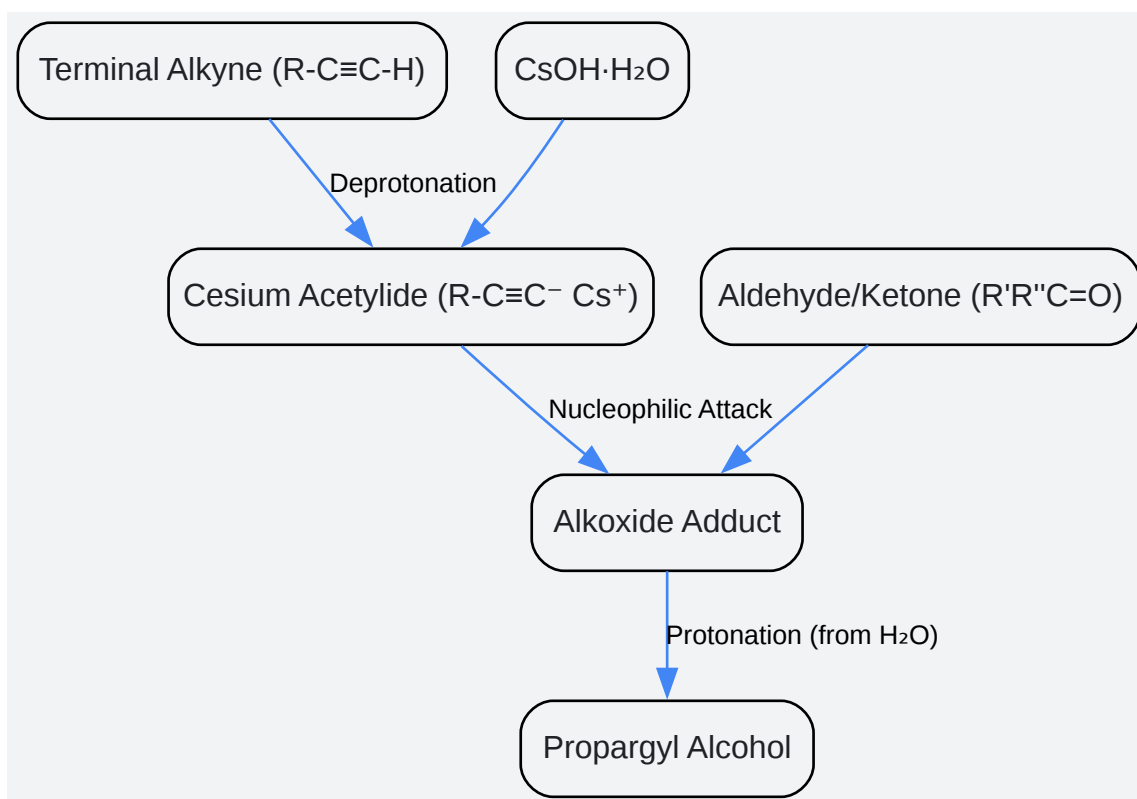 Terminal Alkyne (R-C≡C-H)
CsOH·H₂O
Deprotonation
Cesium Acetylide (R-C≡C⁻ Cs⁺)
Aldehyde/Ketone (R'R''C=O)
Nucleophilic Attack
Alkoxide Adduct
Protonation (from H₂O)
Propargyl Alcohol